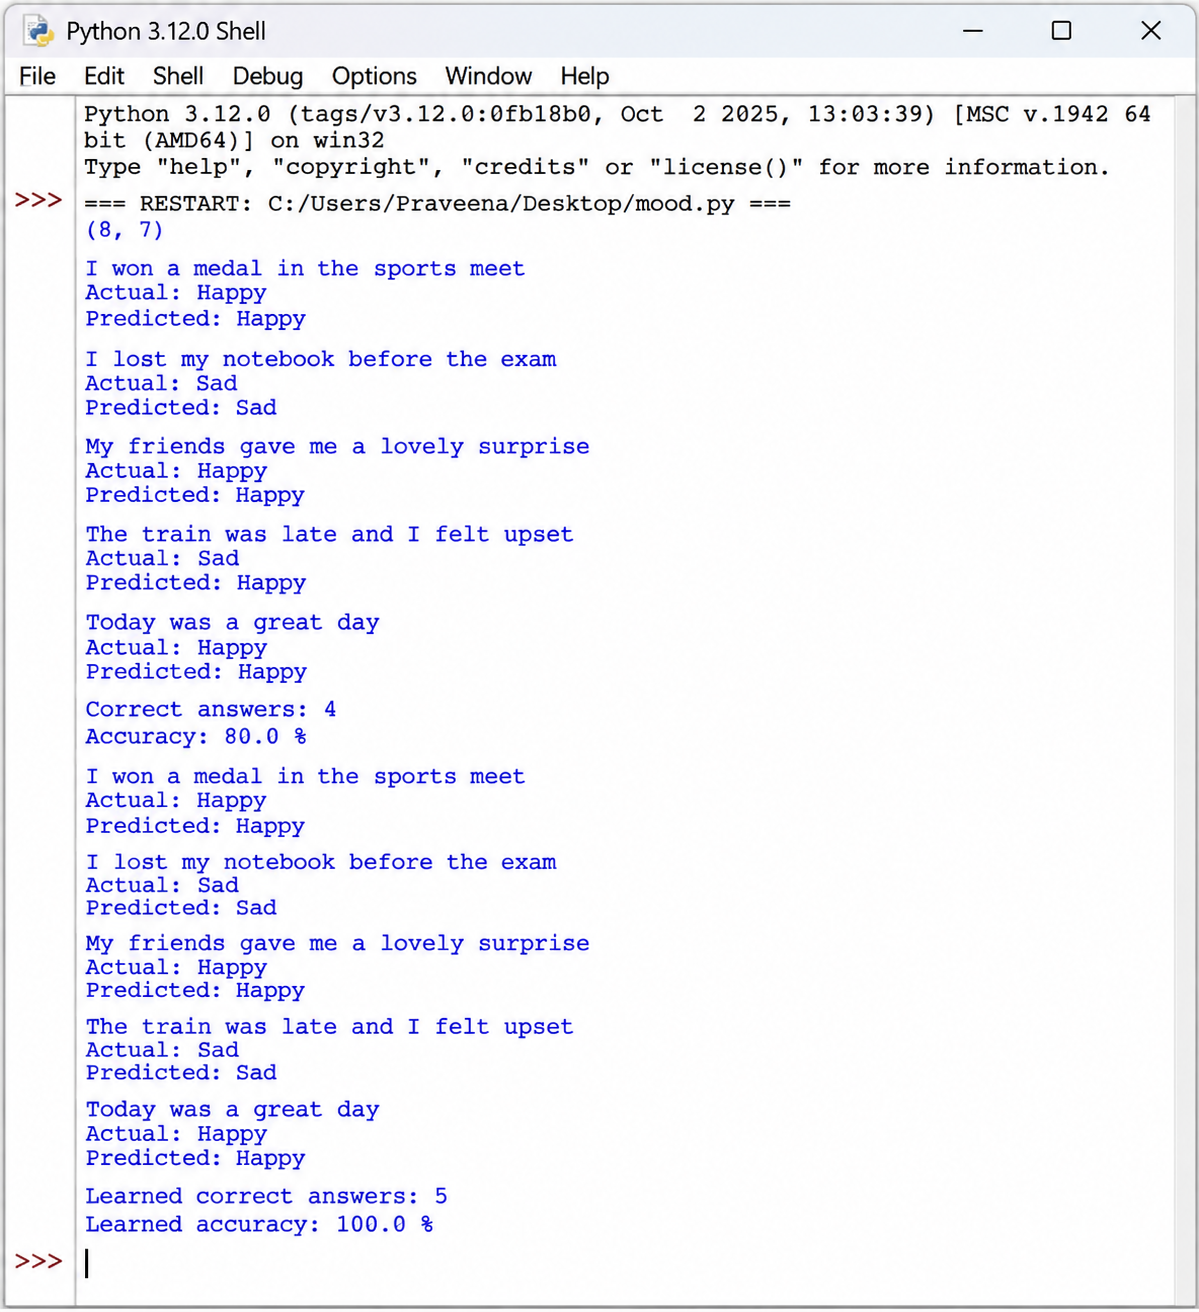 Python 3.12.0 Shell
File Edit Shell Debug Options Window Help
Python 3.12.0 (tags/v3.12.0:0fb18b0, Oct  2 2025, 13:03:39) [MSC v.1942 64
bit (AMD64)] on win32
Type "help", "copyright", "credits" or "license()" for more information.
>>> === RESTART: C:/Users/Praveena/Desktop/mood.py ===
(8, 7)
I won a medal in the sports meet
Actual: Happy
Predicted: Happy
I lost my notebook before the exam
Actual: Sad
Predicted: Sad
My friends gave me a lovely surprise
Actual: Happy
Predicted: Happy
The train was late and I felt upset
Actual: Sad
Predicted: Happy
Today was a great day
Actual: Happy
Predicted: Happy
Correct answers: 4
Accuracy: 80.0 %
I won a medal in the sports meet
Actual: Happy
Predicted: Happy
I lost my notebook before the exam
Actual: Sad
Predicted: Sad
My friends gave me a lovely surprise
Actual: Happy
Predicted: Happy
The train was late and I felt upset
Actual: Sad
Predicted: Sad
Today was a great day
Actual: Happy
Predicted: Happy
Learned correct answers: 5
Learned accuracy: 100.0 %
>>>